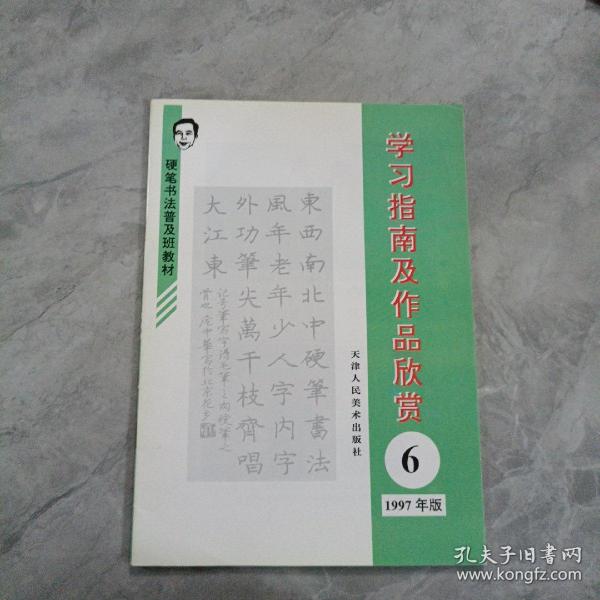 硬笔书法普及班教材
学习指南及作品欣赏
6
1997年版
天津人民美术出版社
東西南北中硬筆書法
風年老年少人字内字
外功筆尖萬千枝齊唱
大江東
孔夫子旧书网
www.kongfz.com